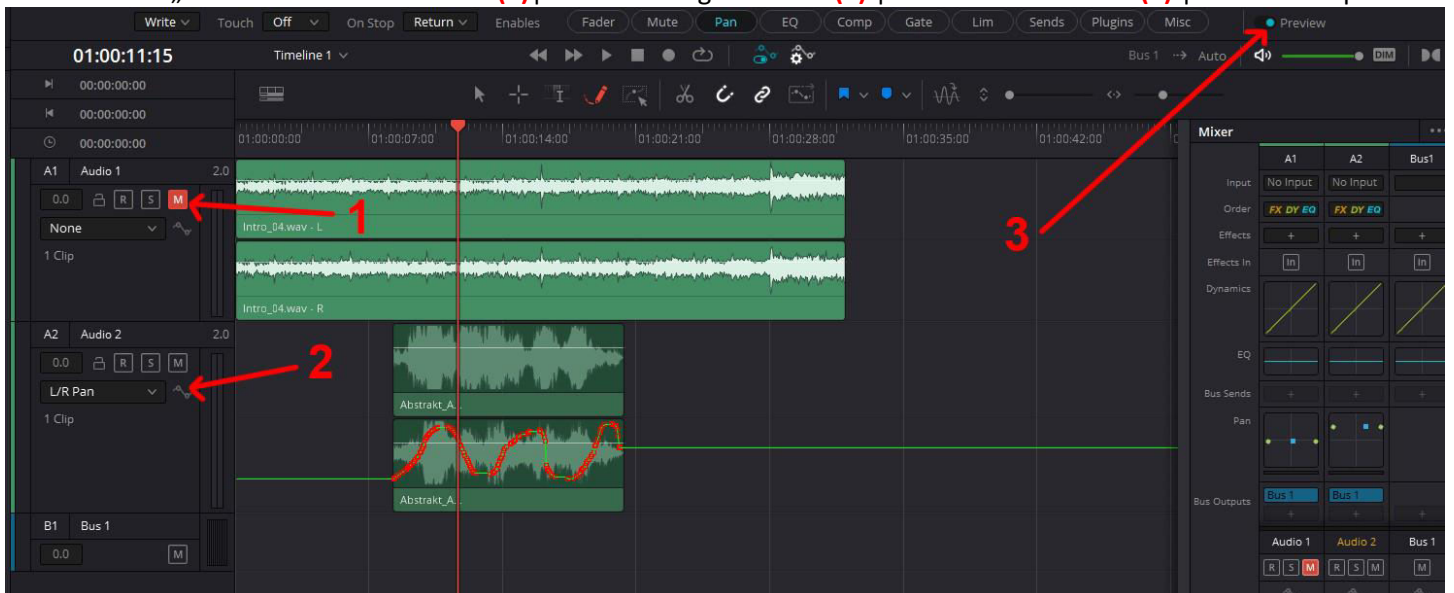 Write Touch Off On Stop Return Enables Fader Mute Pan EQ Comp Gate Lim Sends Plugins Misc Preview
01:00:11:15 Timeline 1 Bus 1 Auto DIM
00:00:00:00
00:00:00:00
00:00:00:00
01:00:00:00 01:00:07:00 01:00:14:00 01:00:21:00 01:00:28:00 01:00:35:00 01:00:42:00
Mixer
A1 A2 Bus1
Input No Input No Input
Order FX DY EQ FX DY EQ
Effects + + +
Effects In In In In
Dynamics
EQ
Bus Sends + + +
Pan
Bus Outputs Bus 1 Bus 1
+ + +
Audio 1 Audio 2 Bus 1
R S M R S M M
A1 Audio 1 2.0
0.0 R S M
None
1 Clip
Intro_04.wav - L
Intro_04.wav - R
A2 Audio 2 2.0
0.0 R S M
L/R Pan
1 Clip
Abstrakt_A...
Abstrakt_A...
B1 Bus 1
0.0 M
1
2
3